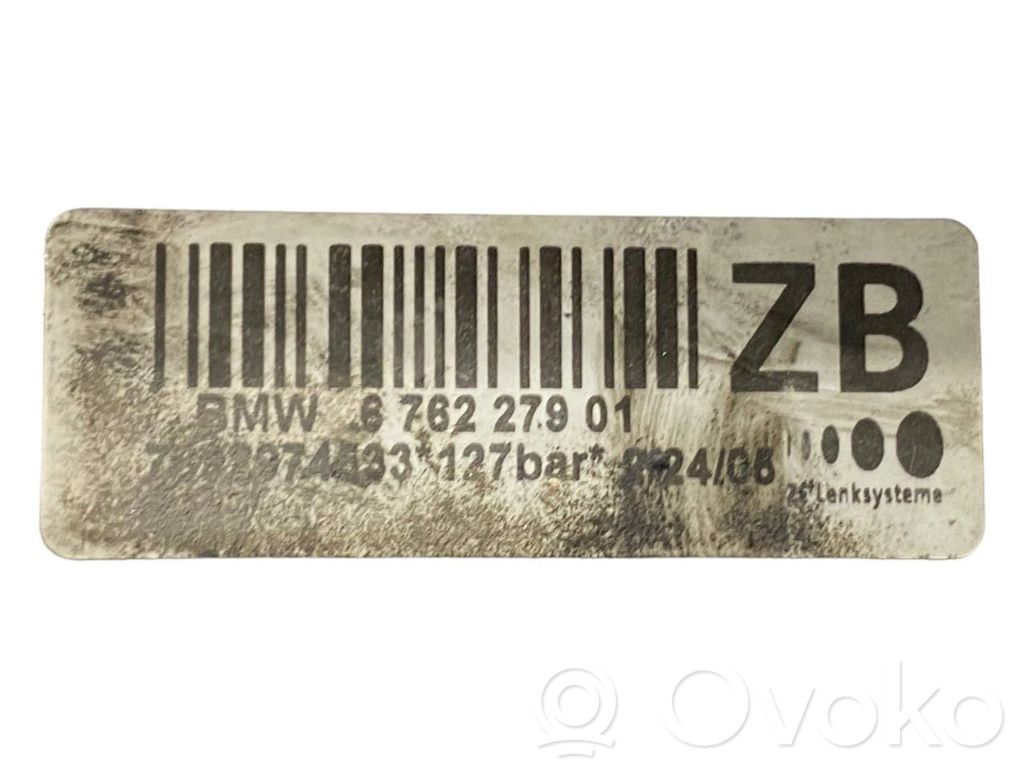 ZB
BMW 6 762 279 01
*127bar*
Lenksysteme
Ovoko